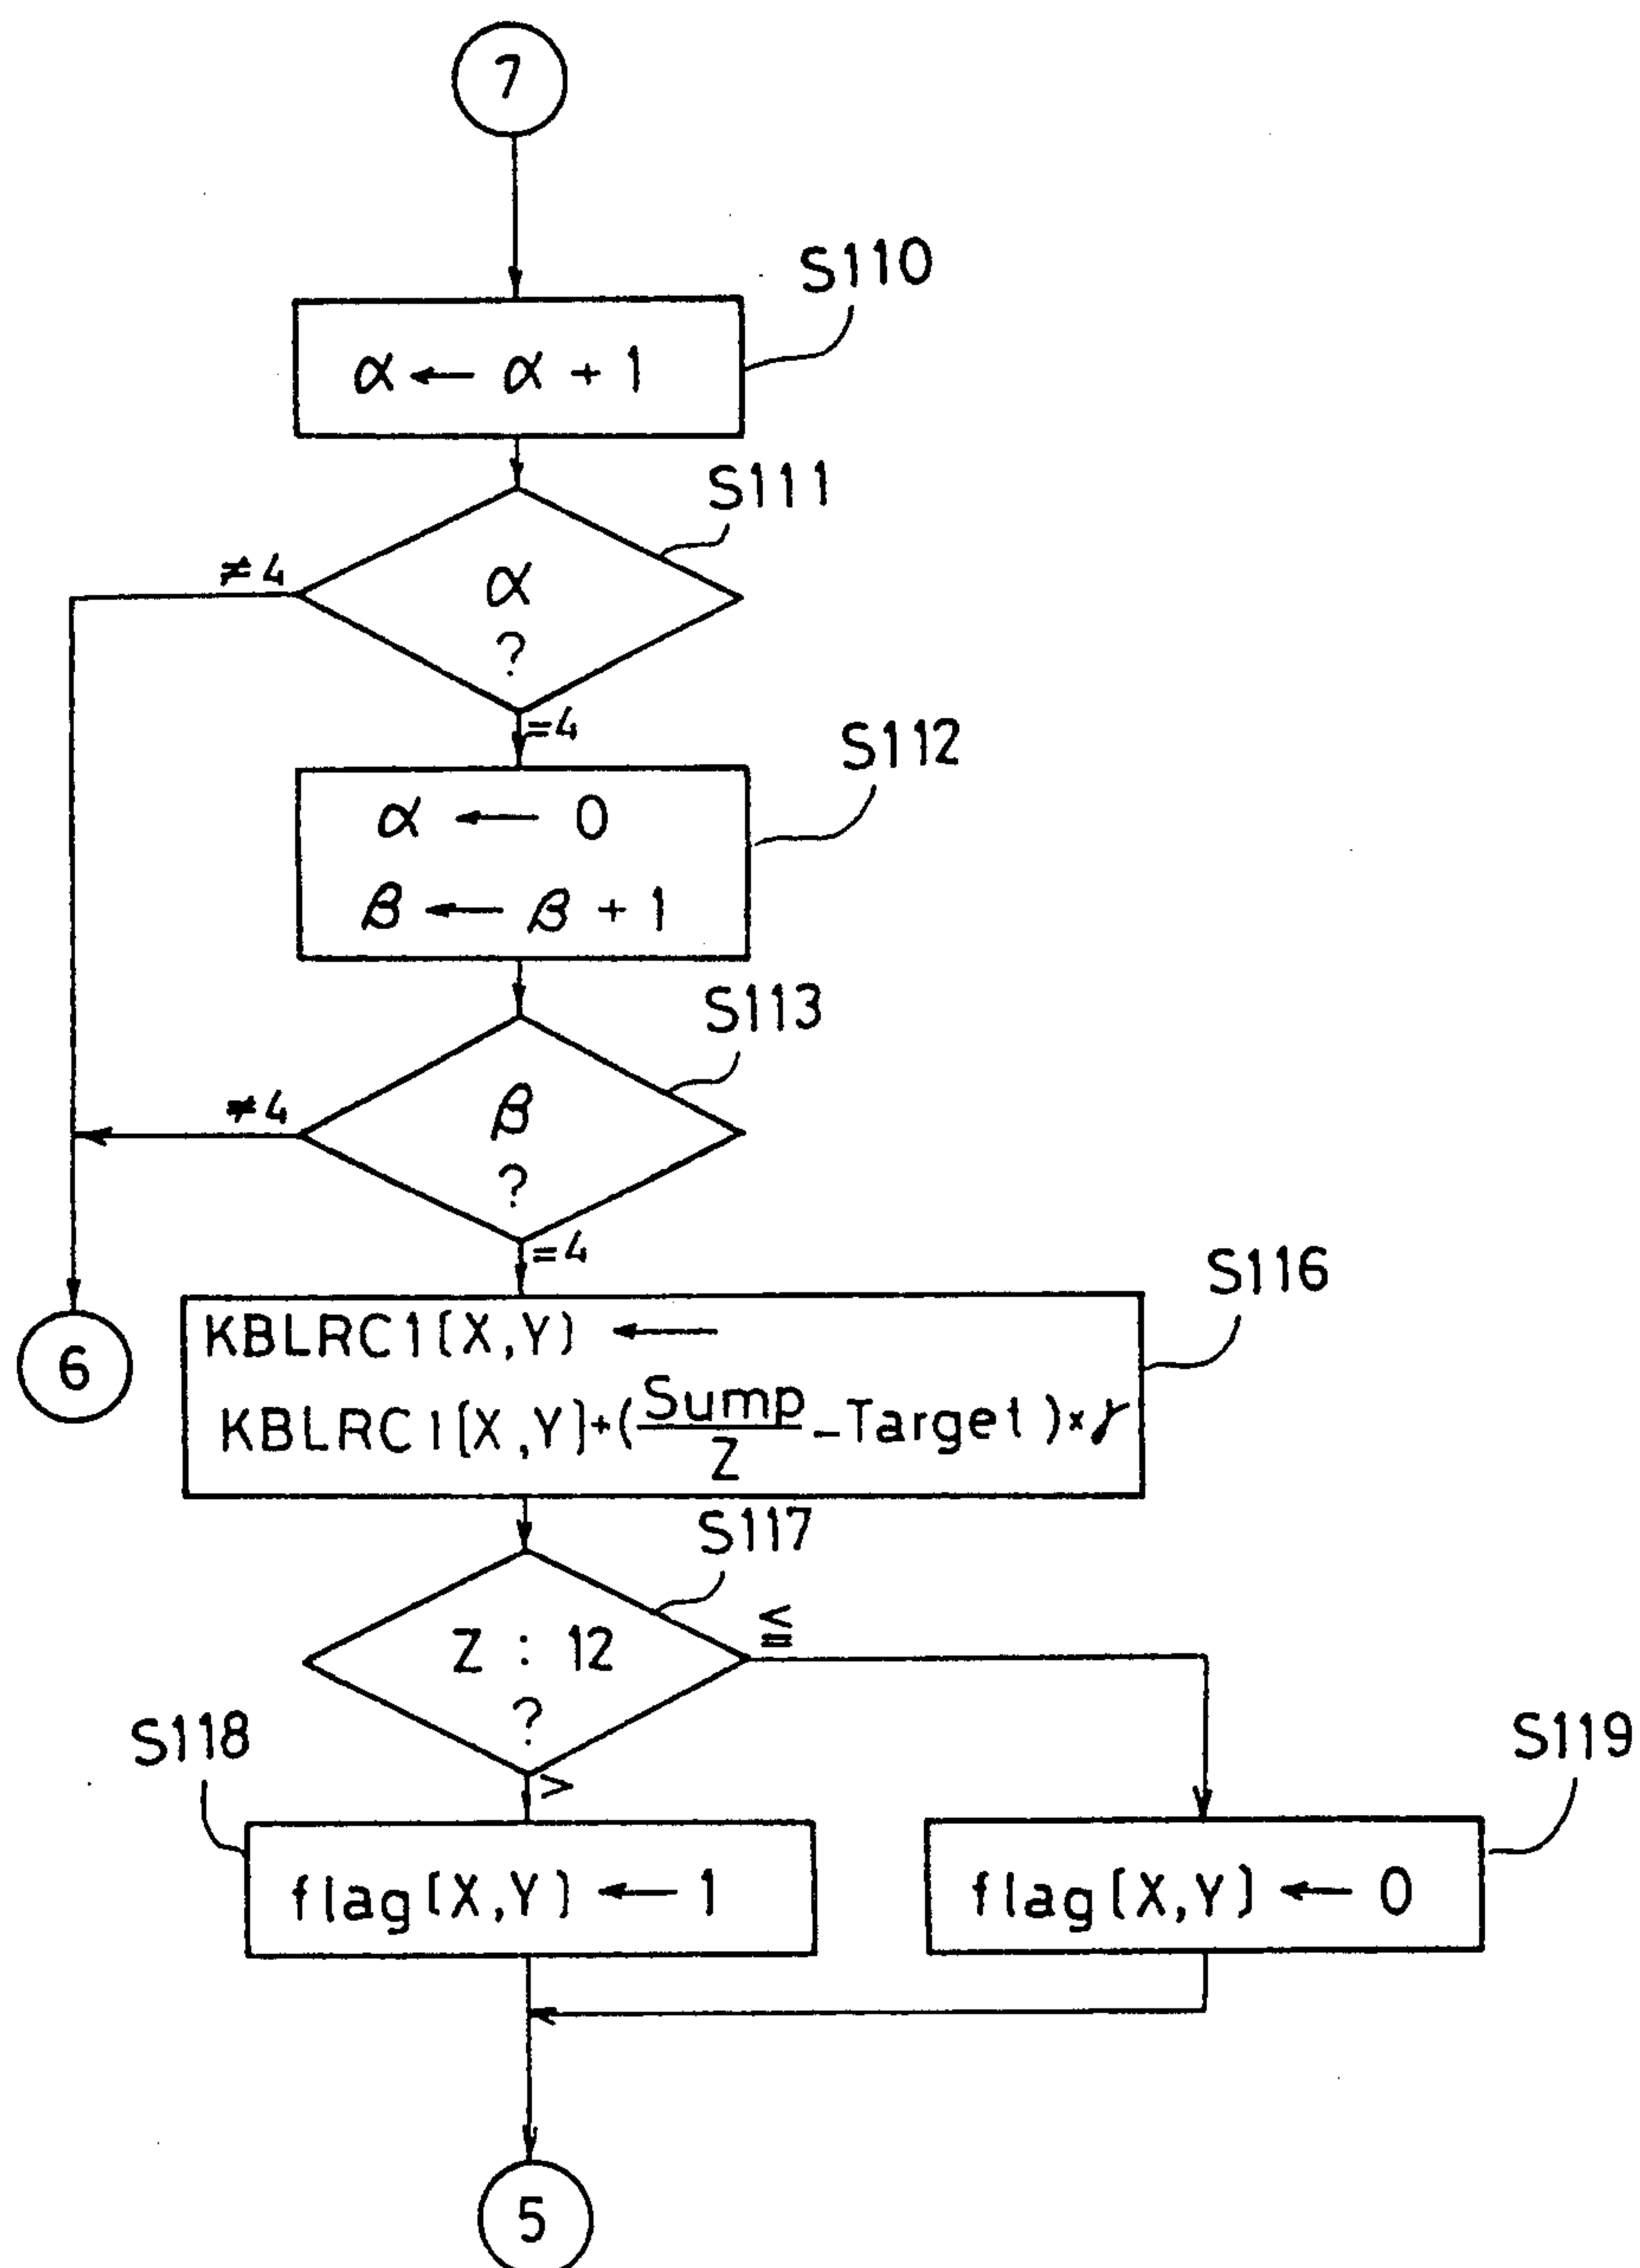 7
S110
α ← α + 1
S111
≠4
α
?
=4
S112
α ← 0
β ← β + 1
S113
≠4
β
?
=4
S116
6
KBLRC1[X,Y] ←
KBLRC1[X,Y]+(Sump/Z-Target)×γ
S117
Z : 12
?
≦
>
S118
S119
flag[X,Y] ← 1
flag[X,Y] ← 0
5